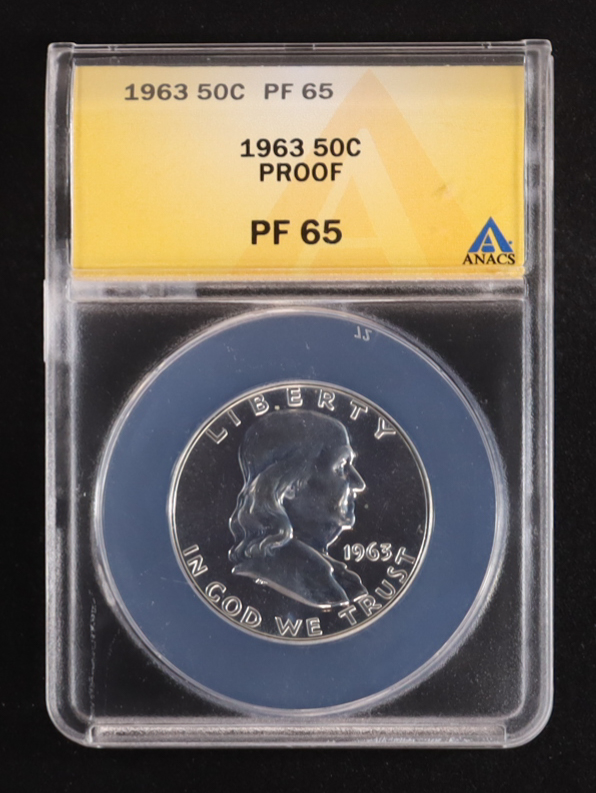 1963 50C PF 65
1963 50C
PROOF
PF 65
ANACS
LIBERTY
1963
IN GOD WE TRUST